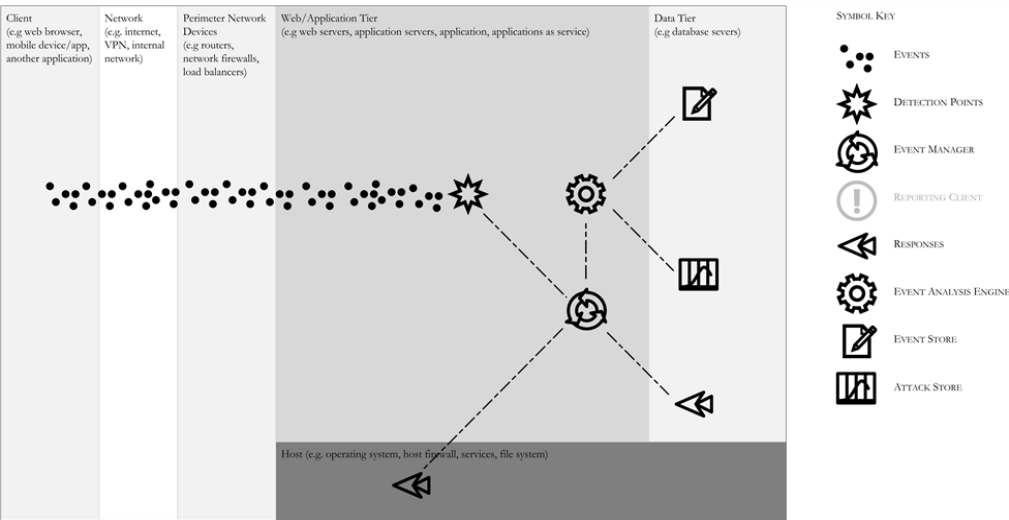 Client
(e.g web browser,
mobile device/app,
another application)
Network
(e.g. internet,
VPN, internal
network)
Perimeter Network
Devices
(e.g routers,
network firewalls,
load balancers)
Web/Application Tier
(e.g web servers, application servers, application, applications as service)
Data Tier
(e.g database severs)
Host (e.g. operating system, host firewall, services, file system)
Symbol Key
Events
Detection Points
Event Manager
Reporting Client
Responses
Event Analysis Engine
Event Store
Attack Store